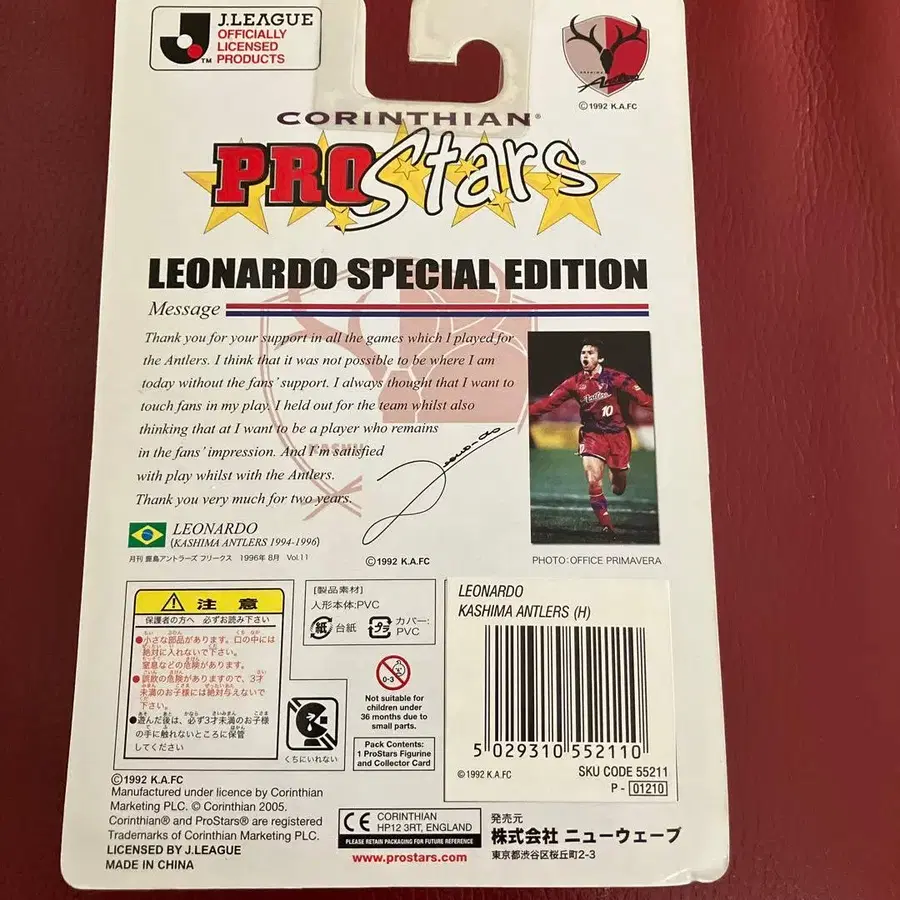 J.LEAGUE
OFFICIALLY
LICENSED
PRODUCTS
TM
KASHIMA
Antlers
©1992 K.A.FC
CORINTHIAN®
PROStars®
LEONARDO SPECIAL EDITION
Message
Thank you for your support in all the games which I played for
the Antlers. I think that it was not possible to be where I am
today without the fans' support. I always thought that I want to
touch fans in my play. I held out for the team whilst also
thinking that at I want to be a player who remains
in the fans' impression. And I'm satisfied
with play whilst with the Antlers.
Thank you very much for two years.
Antlers
10
LEONARDO
(KASHIMA ANTLERS 1994-1996)
月刊 鹿島アントラーズ フリークス 1996年 8月 Vol.11
©1992 K.A.FC
PHOTO: OFFICE PRIMAVERA
注意
保護者の方へ 必ずお読み下さい
●小さな部品があります。口の中には
絶対に入れないで下さい。
窒息などの危険があります。
●誤飲の危険がありますので、3才
未満のお子様には絶対与えないで
下さい。
●遊んだ後は、必ず3才未満のお子様
の手に触れないところに保管
してください
くちにいれない
[製品素材]
人形本体:PVC
紙 台紙
プラ カバー:
PVC
0-3
Not suitable for
children under
36 months due to
small parts.
Pack Contents:
1 ProStars Figurine
and Collector Card
LEONARDO
KASHIMA ANTLERS (H)
5 029310 552110
©1992 K.A.FC
SKU CODE 55211
P - 01210
©1992 K.A.FC
Manufactured under licence by Corinthian
Marketing PLC. © Corinthian 2005.
Corinthian® and ProStars® are registered
Trademarks of Corinthian Marketing PLC.
LICENSED BY J.LEAGUE
MADE IN CHINA
CE CORINTHIAN
HP12 3RT, ENGLAND
PLEASE RETAIN PACKAGING FOR FUTURE REFERENCE
www.prostars.com
発売元
株式会社 ニューウェーブ
東京都渋谷区桜丘町2-3